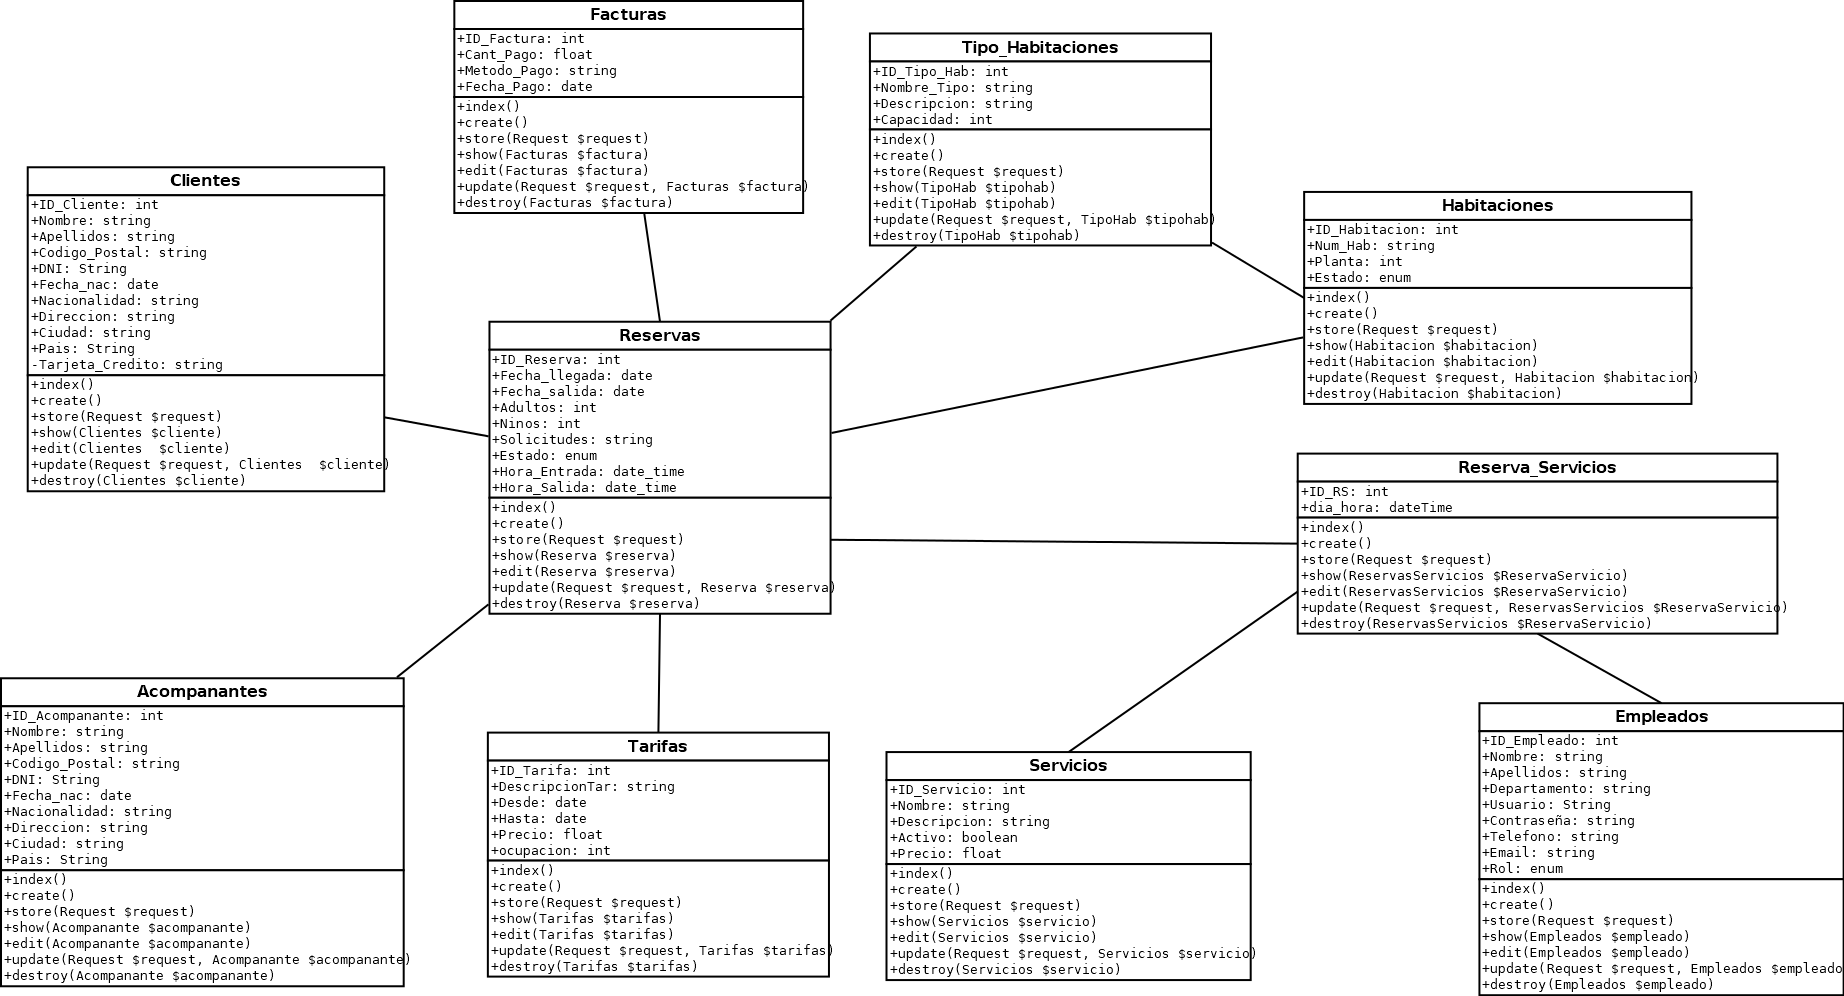 Facturas
+ID_Factura: int
+Cant_Pago: float
+Metodo_Pago: string
+Fecha_Pago: date
+index()
+create()
+store(Request $request)
+show(Facturas $factura)
+edit(Facturas $factura)
+update(Request $request, Facturas $factura)
+destroy(Facturas $factura)
Tipo_Habitaciones
+ID_Tipo_Hab: int
+Nombre_Tipo: string
+Descripcion: string
+Capacidad: int
+index()
+create()
+store(Request $request)
+show(TipoHab $tipohab)
+edit(TipoHab $tipohab)
+update(Request $request, TipoHab $tipohab)
+destroy(TipoHab $tipohab)
Clientes
+ID_Cliente: int
+Nombre: string
+Apellidos: string
+Codigo_Postal: string
+DNI: String
+Fecha_nac: date
+Nacionalidad: string
+Direccion: string
+Ciudad: string
+Pais: String
-Tarjeta_Credito: string
+index()
+create()
+store(Request $request)
+show(Clientes $cliente)
+edit(Clientes  $cliente)
+update(Request $request, Clientes  $cliente)
+destroy(Clientes $cliente)
Habitaciones
+ID_Habitacion: int
+Num_Hab: string
+Planta: int
+Estado: enum
+index()
+create()
+store(Request $request)
+show(Habitacion $habitacion)
+edit(Habitacion $habitacion)
+update(Request $request, Habitacion $habitacion)
+destroy(Habitacion $habitacion)
Reservas
+ID_Reserva: int
+Fecha_llegada: date
+Fecha_salida: date
+Adultos: int
+Ninos: int
+Solicitudes: string
+Estado: enum
+Hora_Entrada: date_time
+Hora_Salida: date_time
+index()
+create()
+store(Request $request)
+show(Reserva $reserva)
+edit(Reserva $reserva)
+update(Request $request, Reserva $reserva)
+destroy(Reserva $reserva)
Reserva_Servicios
+ID_RS: int
+dia_hora: dateTime
+index()
+create()
+store(Request $request)
+show(ReservasServicios $ReservaServicio)
+edit(ReservasServicios $ReservaServicio)
+update(Request $request, ReservasServicios $ReservaServicio)
+destroy(ReservasServicios $ReservaServicio)
Acompanantes
+ID_Acompanante: int
+Nombre: string
+Apellidos: string
+Codigo_Postal: string
+DNI: String
+Fecha_nac: date
+Nacionalidad: string
+Direccion: string
+Ciudad: string
+Pais: String
+index()
+create()
+store(Request $request)
+show(Acompanante $acompanante)
+edit(Acompanante $acompanante)
+update(Request $request, Acompanante $acompanante)
+destroy(Acompanante $acompanante)
Tarifas
+ID_Tarifa: int
+DescripcionTar: string
+Desde: date
+Hasta: date
+Precio: float
+ocupacion: int
+index()
+create()
+store(Request $request)
+show(Tarifas $tarifas)
+edit(Tarifas $tarifas)
+update(Request $request, Tarifas $tarifas)
+destroy(Tarifas $tarifas)
Servicios
+ID_Servicio: int
+Nombre: string
+Descripcion: string
+Activo: boolean
+Precio: float
+index()
+create()
+store(Request $request)
+show(Servicios $servicio)
+edit(Servicios $servicio)
+update(Request $request, Servicios $servicio)
+destroy(Servicios $servicio)
Empleados
+ID_Empleado: int
+Nombre: string
+Apellidos: string
+Departamento: string
+Usuario: String
+Contraseña: string
+Telefono: string
+Email: string
+Rol: enum
+index()
+create()
+store(Request $request)
+show(Empleados $empleado)
+edit(Empleados $empleado)
+update(Request $request, Empleados $empleado
+destroy(Empleados $empleado)